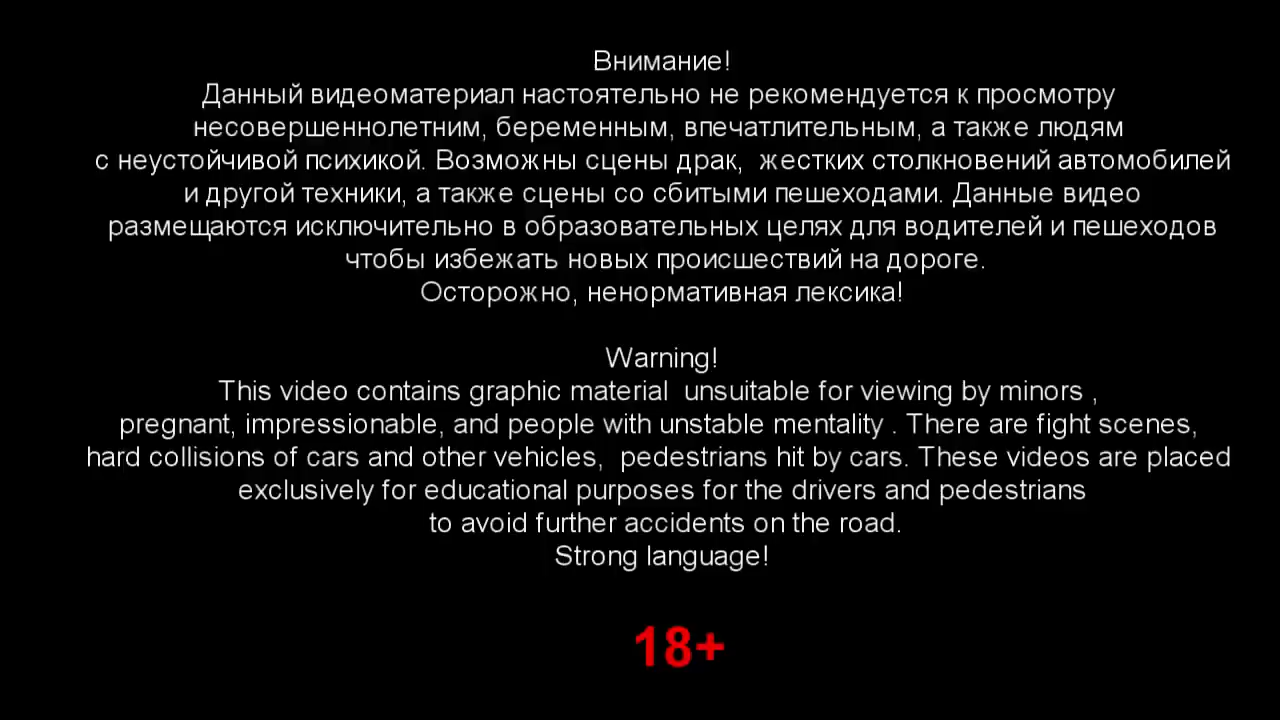 Внимание!
Данный видеоматериал настоятельно не рекомендуется к просмотру
несовершеннолетним, беременным, впечатлительным, а также людям
с неустойчивой психикой. Возможны сцены драк,  жестких столкновений автомобилей
и другой техники, а также сцены со сбитыми пешеходами. Данные видео
размещаются исключительно в образовательных целях для водителей и пешеходов
чтобы избежать новых происшествий на дороге.
Осторожно, ненормативная лексика!
Warning!
This video contains graphic material  unsuitable for viewing by minors ,
pregnant, impressionable, and people with unstable mentality . There are fight scenes,
hard collisions of cars and other vehicles,  pedestrians hit by cars. These videos are placed
exclusively for educational purposes for the drivers and pedestrians
to avoid further accidents on the road.
Strong language!
18+